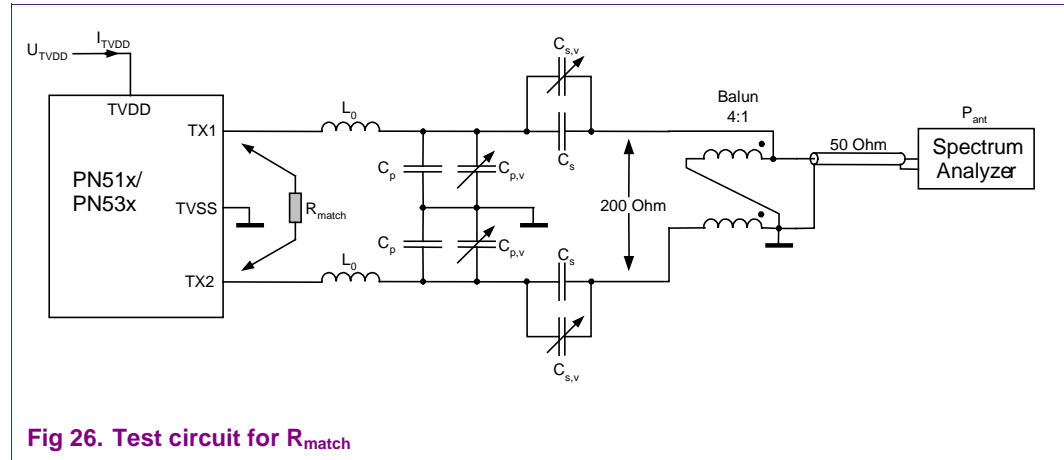 I_TVDD
U_TVDD
TVDD
PN51x/
PN53x
TX1
TVSS
TX2
R_match
L_0
L_0
C_p
C_p,v
C_p
C_p,v
C_s,v
C_s
C_s
C_s,v
200 Ohm
Balun
4:1
50 Ohm
P_ant
Spectrum
Analyzer
Fig 26. Test circuit for R_match